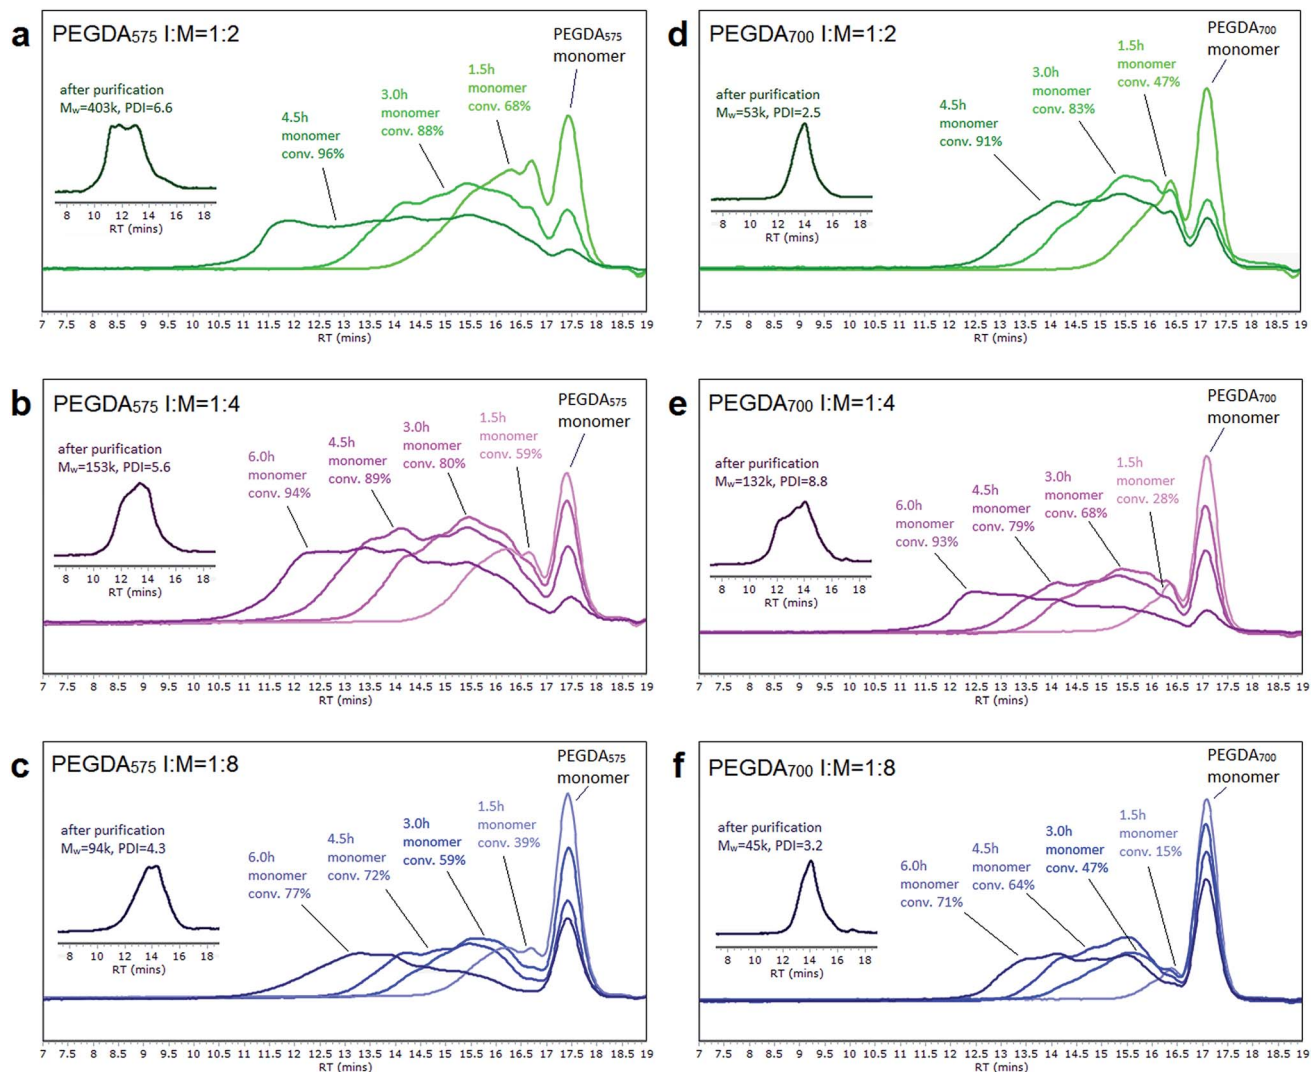 a
PEGDA575 I:M=1:2
PEGDA575
monomer
1.5h
monomer
conv. 68%
3.0h
monomer
conv. 88%
4.5h
monomer
conv. 96%
after purification
Mw=403k, PDI=6.6
8 10 12 14 16 18
RT (mins)
7 7.5 8 8.5 9 9.5 10 10.5 11 11.5 12 12.5 13 13.5 14 14.5 15 15.5 16 16.5 17 17.5 18 18.5 19
RT (mins)
d
PEGDA700 I:M=1:2
PEGDA700
monomer
1.5h
monomer
conv. 47%
3.0h
monomer
conv. 83%
4.5h
monomer
conv. 91%
after purification
Mw=53k, PDI=2.5
8 10 12 14 16 18
RT (mins)
7 7.5 8 8.5 9 9.5 10 10.5 11 11.5 12 12.5 13 13.5 14 14.5 15 15.5 16 16.5 17 17.5 18 18.5 19
RT (mins)
b
PEGDA575 I:M=1:4
PEGDA575
monomer
1.5h
monomer
conv. 59%
3.0h
monomer
conv. 80%
4.5h
monomer
conv. 89%
6.0h
monomer
conv. 94%
after purification
Mw=153k, PDI=5.6
8 10 12 14 16 18
RT (mins)
7 7.5 8 8.5 9 9.5 10 10.5 11 11.5 12 12.5 13 13.5 14 14.5 15 15.5 16 16.5 17 17.5 18 18.5 19
RT (mins)
e
PEGDA700 I:M=1:4
PEGDA700
monomer
1.5h
monomer
conv. 28%
3.0h
monomer
conv. 68%
4.5h
monomer
conv. 79%
6.0h
monomer
conv. 93%
after purification
Mw=132k, PDI=8.8
8 10 12 14 16 18
RT (mins)
7 7.5 8 8.5 9 9.5 10 10.5 11 11.5 12 12.5 13 13.5 14 14.5 15 15.5 16 16.5 17 17.5 18 18.5 19
RT (mins)
c
PEGDA575 I:M=1:8
PEGDA575
monomer
1.5h
monomer
conv. 39%
3.0h
monomer
conv. 59%
4.5h
monomer
conv. 72%
6.0h
monomer
conv. 77%
after purification
Mw=94k, PDI=4.3
8 10 12 14 16 18
RT (mins)
7 7.5 8 8.5 9 9.5 10 10.5 11 11.5 12 12.5 13 13.5 14 14.5 15 15.5 16 16.5 17 17.5 18 18.5 19
RT (mins)
f
PEGDA700 I:M=1:8
PEGDA700
monomer
1.5h
monomer
conv. 15%
3.0h
monomer
conv. 47%
4.5h
monomer
conv. 64%
6.0h
monomer
conv. 71%
after purification
Mw=45k, PDI=3.2
8 10 12 14 16 18
RT (mins)
7 7.5 8 8.5 9 9.5 10 10.5 11 11.5 12 12.5 13 13.5 14 14.5 15 15.5 16 16.5 17 17.5 18 18.5 19
RT (mins)